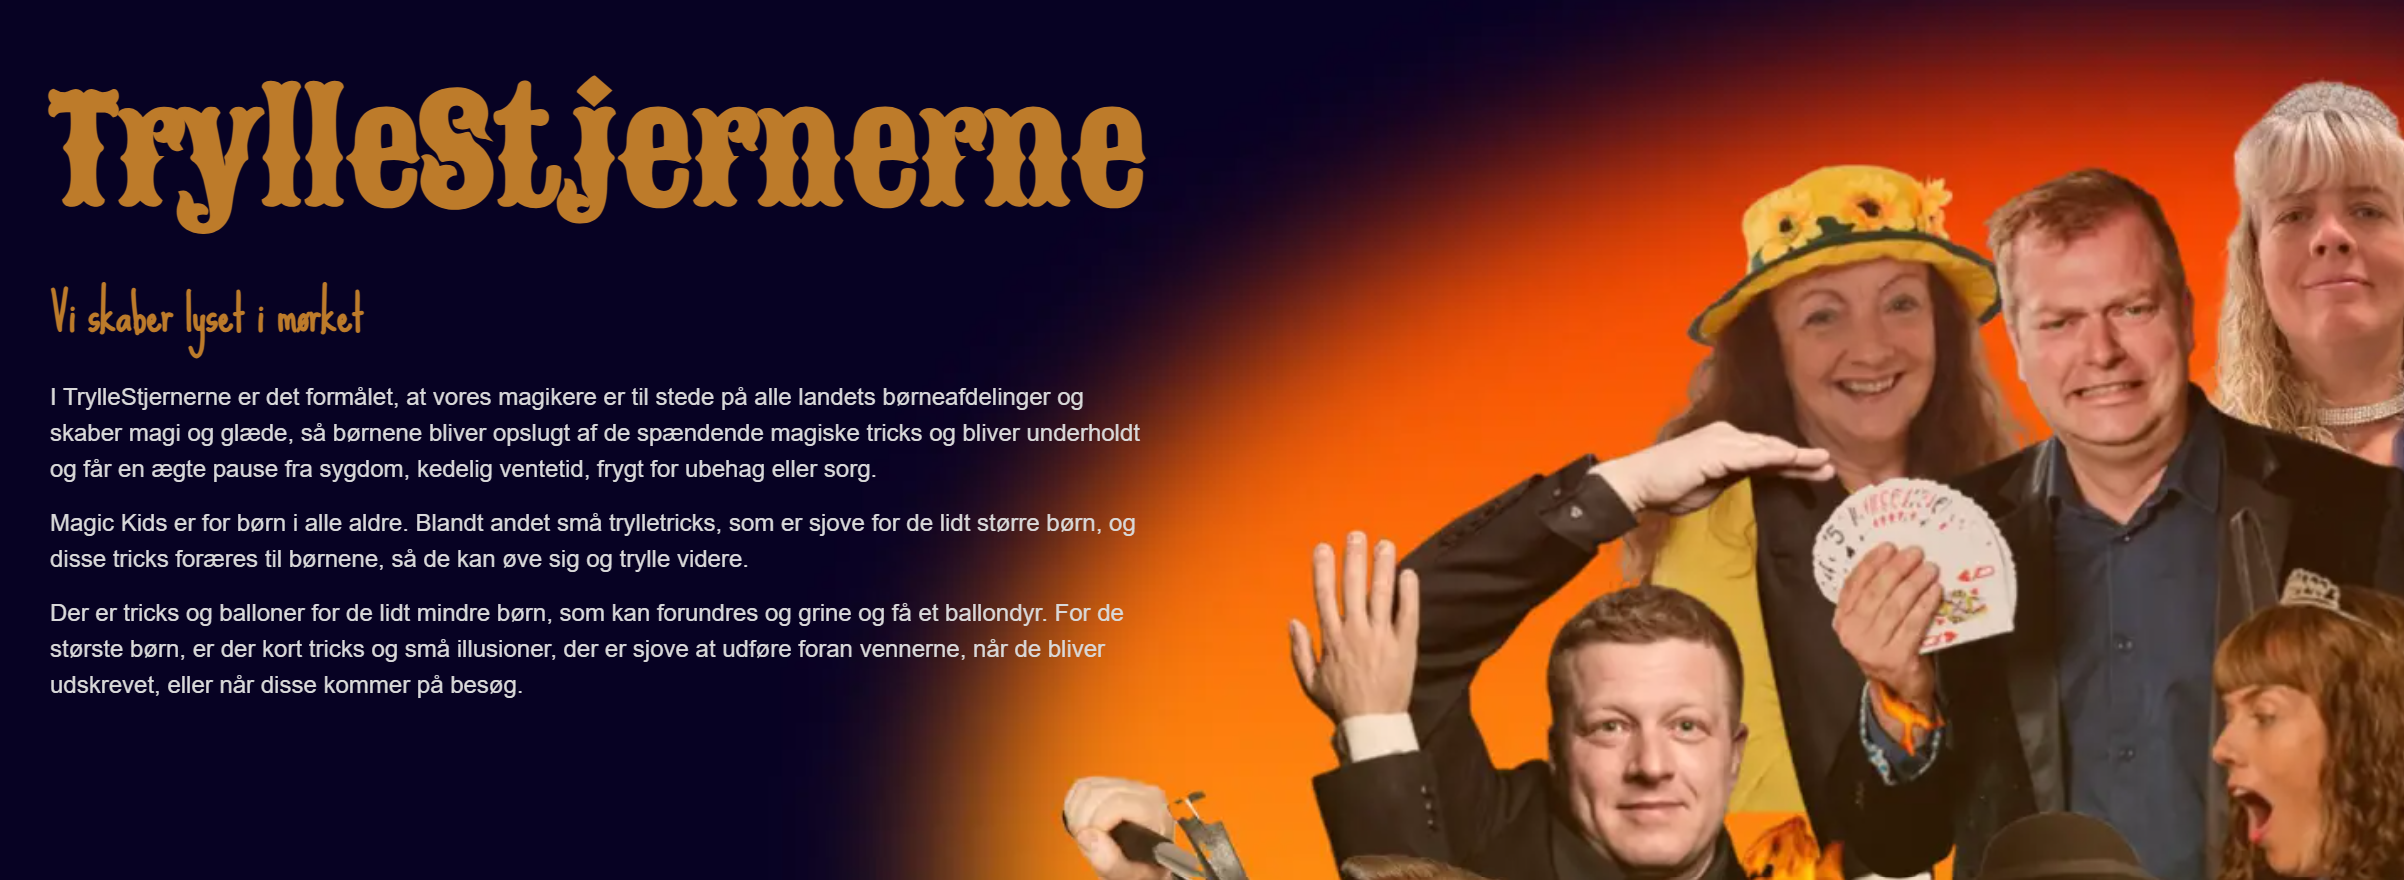 TrylleStjernerne
Vi skaber lyset i mørket
I TrylleStjernerne er det formålet, at vores magikere er til stede på alle landets børneafdelinger og
skaber magi og glæde, så børnene bliver opslugt af de spændende magiske tricks og bliver underholdt
og får en ægte pause fra sygdom, kedelig ventetid, frygt for ubehag eller sorg.
Magic Kids er for børn i alle aldre. Blandt andet små trylletricks, som er sjove for de lidt større børn, og
disse tricks foræres til børnene, så de kan øve sig og trylle videre.
Der er tricks og balloner for de lidt mindre børn, som kan forundres og grine og få et ballondyr. For de
største børn, er der kort tricks og små illusioner, der er sjove at udføre foran vennerne, når de bliver
udskrevet, eller når disse kommer på besøg.